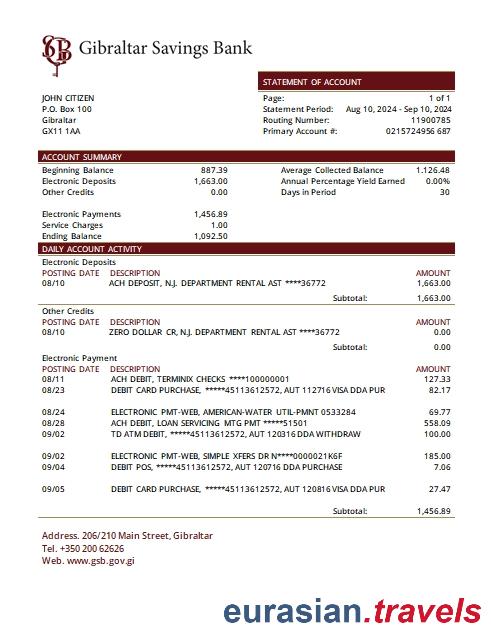 GSB Gibraltar Savings Bank
STATEMENT OF ACCOUNT
JOHN CITIZEN
P.O. Box 100
Gibraltar
GX11 1AA
Page: 1 of 1
Statement Period: Aug 10, 2024 - Sep 10, 2024
Routing Number: 11900785
Primary Account #: 0215724956 687
ACCOUNT SUMMARY
Beginning Balance 887.39 Average Collected Balance 1.126.48
Electronic Deposits 1,663.00 Annual Percentage Yield Earned 0.00%
Other Credits 0.00 Days in Period 30
Electronic Payments 1,456.89
Service Charges 1.00
Ending Balance 1,092.50
DAILY ACCOUNT ACTIVITY
Electronic Deposits
POSTING DATE DESCRIPTION AMOUNT
08/10 ACH DEPOSIT, N.J. DEPARTMENT RENTAL AST ****36772 1,663.00
Subtotal: 1,663.00
Other Credits
POSTING DATE DESCRIPTION AMOUNT
08/10 ZERO DOLLAR CR, N.J. DEPARTMENT RENTAL AST ****36772 0.00
Subtotal: 0.00
Electronic Payment
POSTING DATE DESCRIPTION AMOUNT
08/11 ACH DEBIT, TERMINIX CHECKS ****100000001 127.33
08/23 DEBIT CARD PURCHASE, *****45113612572, AUT 112716 VISA DDA PUR 82.17
08/24 ELECTRONIC PMT-WEB, AMERICAN-WATER UTIL-PMNT 0533284 69.77
08/28 ACH DEBIT, LOAN SERVICING MTG PMT *****51501 558.09
09/02 TD ATM DEBIT, *****45113612572, AUT 120316 DDA WITHDRAW 100.00
09/02 ELECTRONIC PMT-WEB, SIMPLE XFERS DR N****0000021K6F 185.00
09/04 DEBIT POS, *****45113612572, AUT 120716 DDA PURCHASE 7.06
09/05 DEBIT CARD PURCHASE, *****45113612572, AUT 120816 VISA DDA PUR 27.47
Subtotal: 1,456.89
Address. 206/210 Main Street, Gibraltar
Tel. +350 200 62626
Web. www.gsb.gov.gi
eurasian.travels